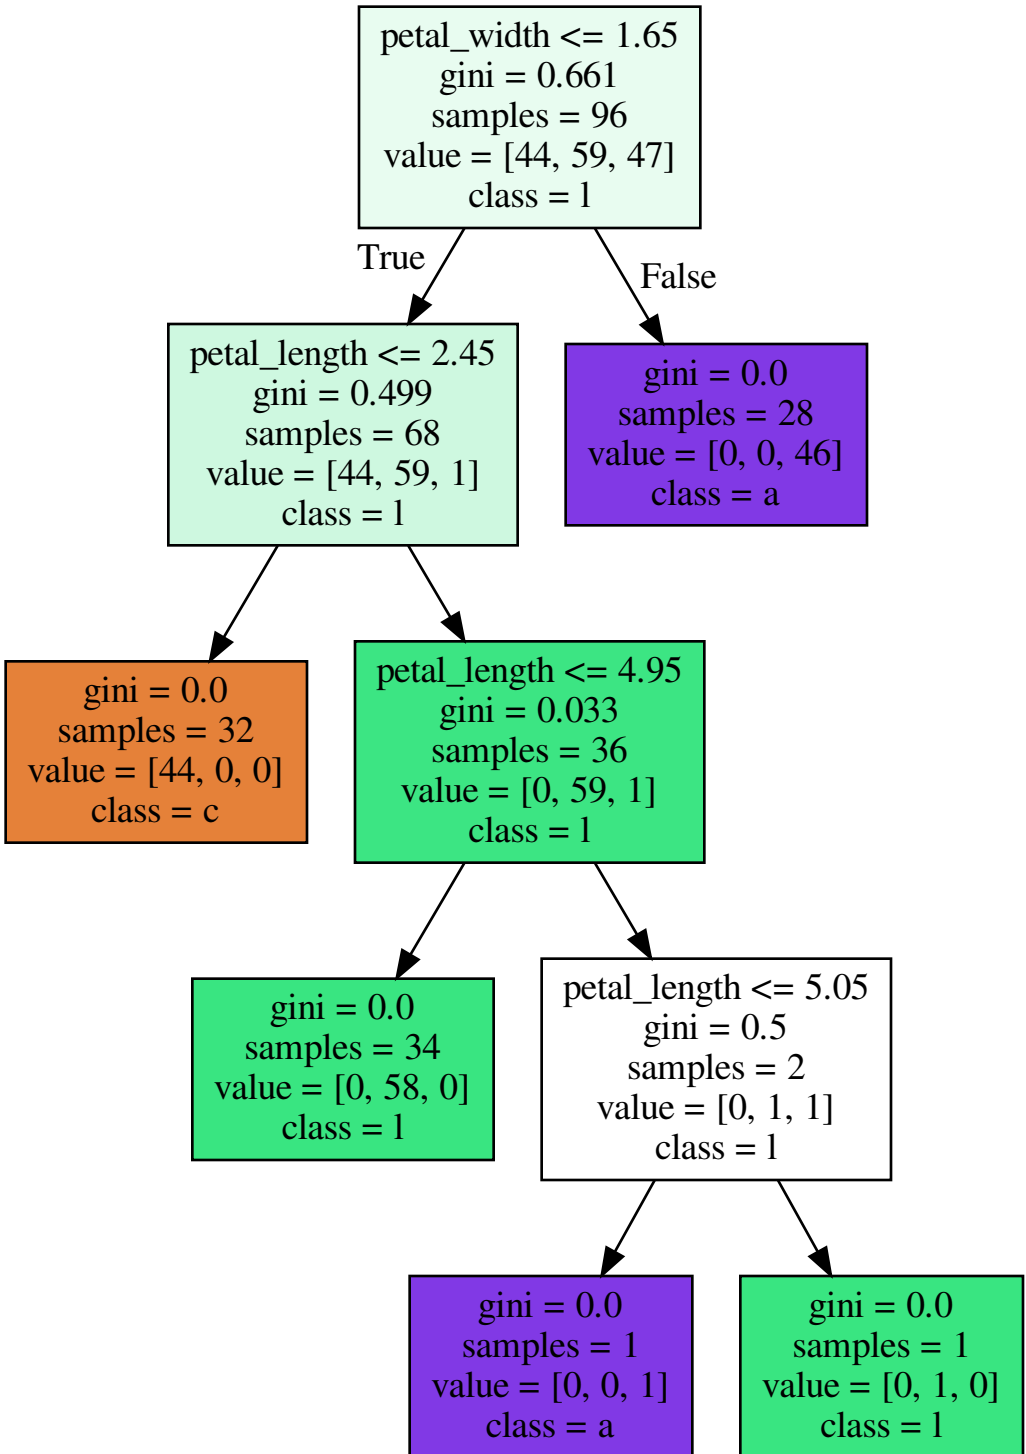 petal_width <= 1.65
gini = 0.661
samples = 96
value = [44, 59, 47]
class = l
True
False
petal_length <= 2.45
gini = 0.499
samples = 68
value = [44, 59, 1]
class = l
gini = 0.0
samples = 28
value = [0, 0, 46]
class = a
gini = 0.0
samples = 32
value = [44, 0, 0]
class = c
petal_length <= 4.95
gini = 0.033
samples = 36
value = [0, 59, 1]
class = l
gini = 0.0
samples = 34
value = [0, 58, 0]
class = l
petal_length <= 5.05
gini = 0.5
samples = 2
value = [0, 1, 1]
class = l
gini = 0.0
samples = 1
value = [0, 0, 1]
class = a
gini = 0.0
samples = 1
value = [0, 1, 0]
class = l